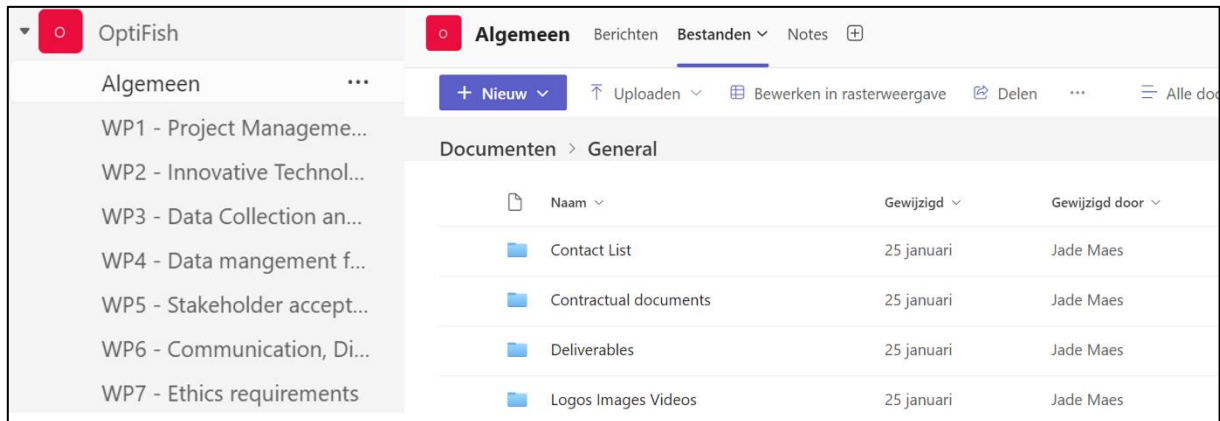 O OptiFish
Algemeen ...
WP1 - Project Manageme...
WP2 - Innovative Technol...
WP3 - Data Collection an...
WP4 - Data mangement f...
WP5 - Stakeholder accept...
WP6 - Communication, Di...
WP7 - Ethics requirements
O Algemeen Berichten Bestanden Notes
+ Nieuw Uploaden Bewerken in rasterweergave Delen ... Alle doc
Documenten > General
Naam Gewijzigd Gewijzigd door
Contact List 25 januari Jade Maes
Contractual documents 25 januari Jade Maes
Deliverables 25 januari Jade Maes
Logos Images Videos 25 januari Jade Maes